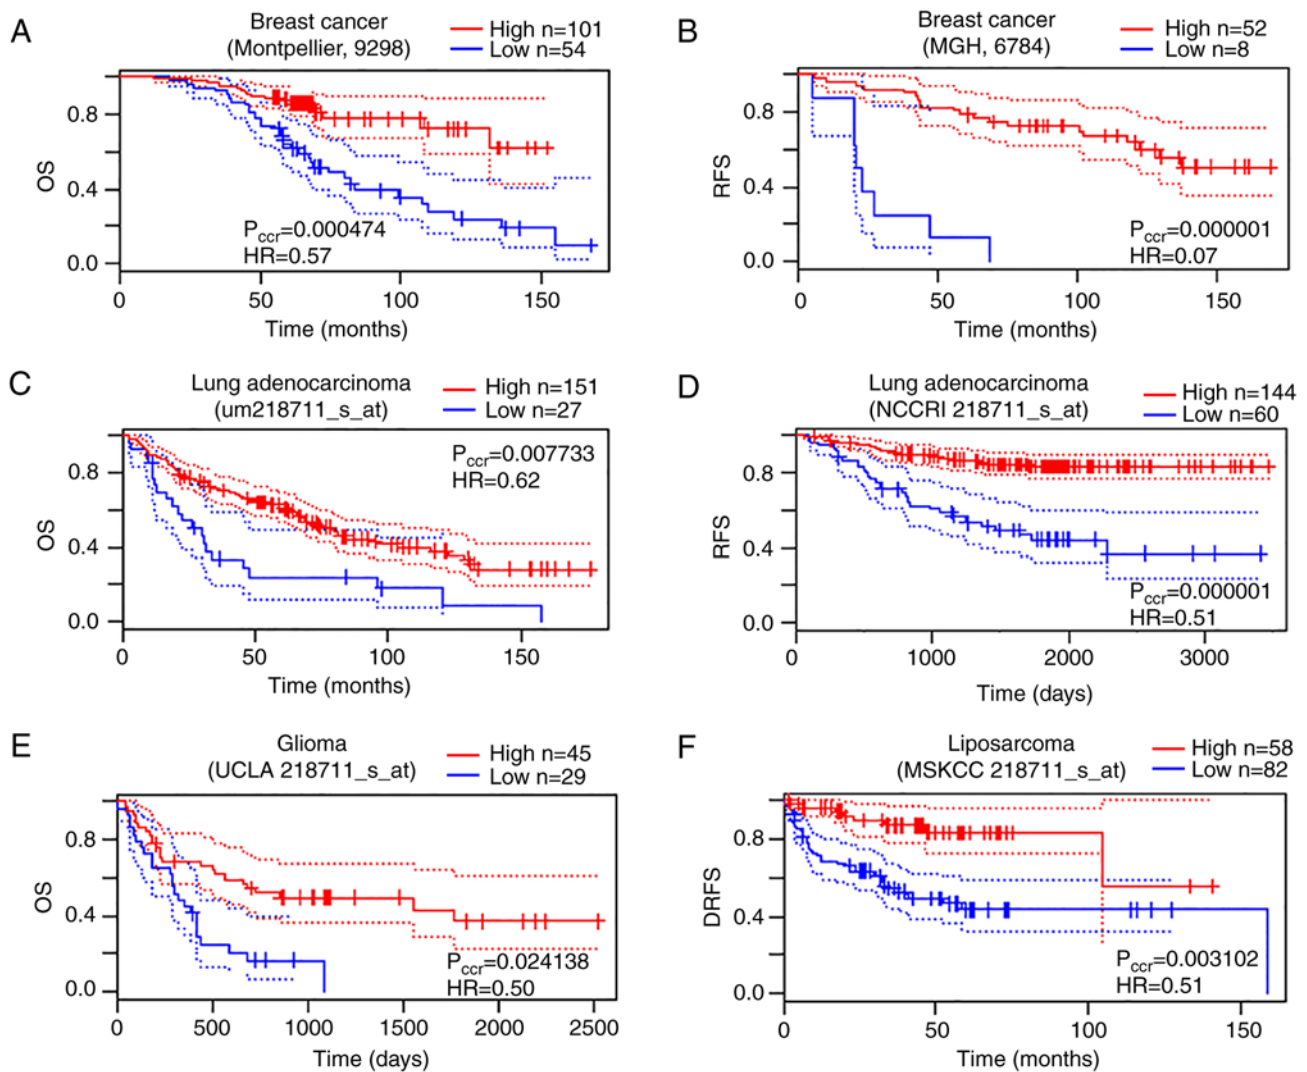 A
Breast cancer
(Montpellier, 9298)
High n=101
Low n=54
OS
0.8
0.4
0.0
P_ccr=0.000474
HR=0.57
0 50 100 150
Time (months)
B
Breast cancer
(MGH, 6784)
High n=52
Low n=8
RFS
0.8
0.4
0.0
P_ccr=0.000001
HR=0.07
0 50 100 150
Time (months)
C
Lung adenocarcinoma
(um218711_s_at)
High n=151
Low n=27
OS
0.8
0.4
0.0
P_ccr=0.007733
HR=0.62
0 50 100 150
Time (months)
D
Lung adenocarcinoma
(NCCRI 218711_s_at)
High n=144
Low n=60
RFS
0.8
0.4
0.0
P_ccr=0.000001
HR=0.51
0 1000 2000 3000
Time (days)
E
Glioma
(UCLA 218711_s_at)
High n=45
Low n=29
OS
0.8
0.4
0.0
P_ccr=0.024138
HR=0.50
0 500 1000 1500 2000 2500
Time (days)
F
Liposarcoma
(MSKCC 218711_s_at)
High n=58
Low n=82
DRFS
0.8
0.4
0.0
P_ccr=0.003102
HR=0.51
0 50 100 150
Time (months)